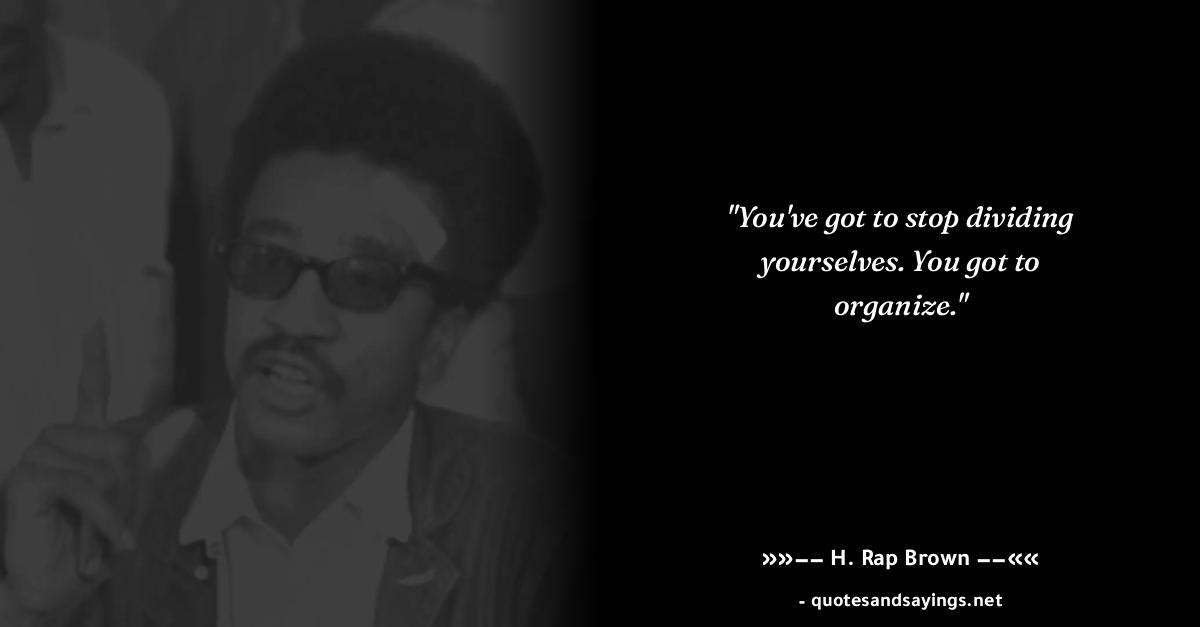 "You've got to stop dividing
yourselves. You got to
organize."
»»–– H. Rap Brown ––««
- quotesandsayings.net